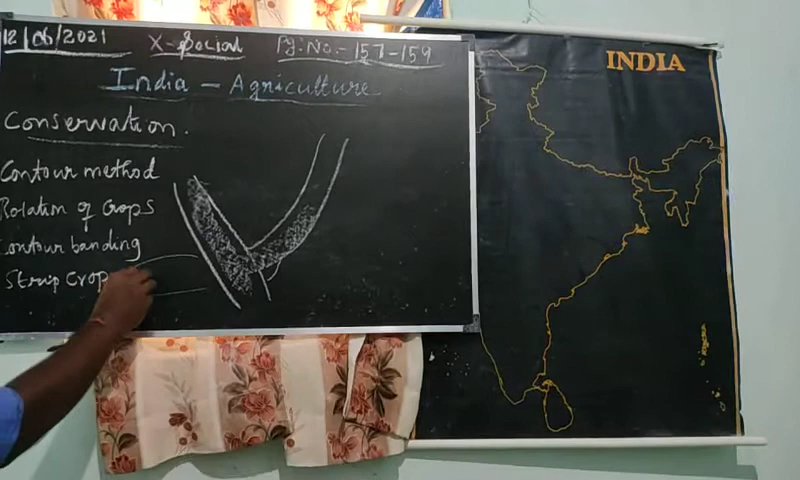 12/06/2021 X-Social Pg: No.- 157-159
India - Agriculture
Conservation.
Contour method
Rotation of Crops
Contour banding
Strip Crop
INDIA